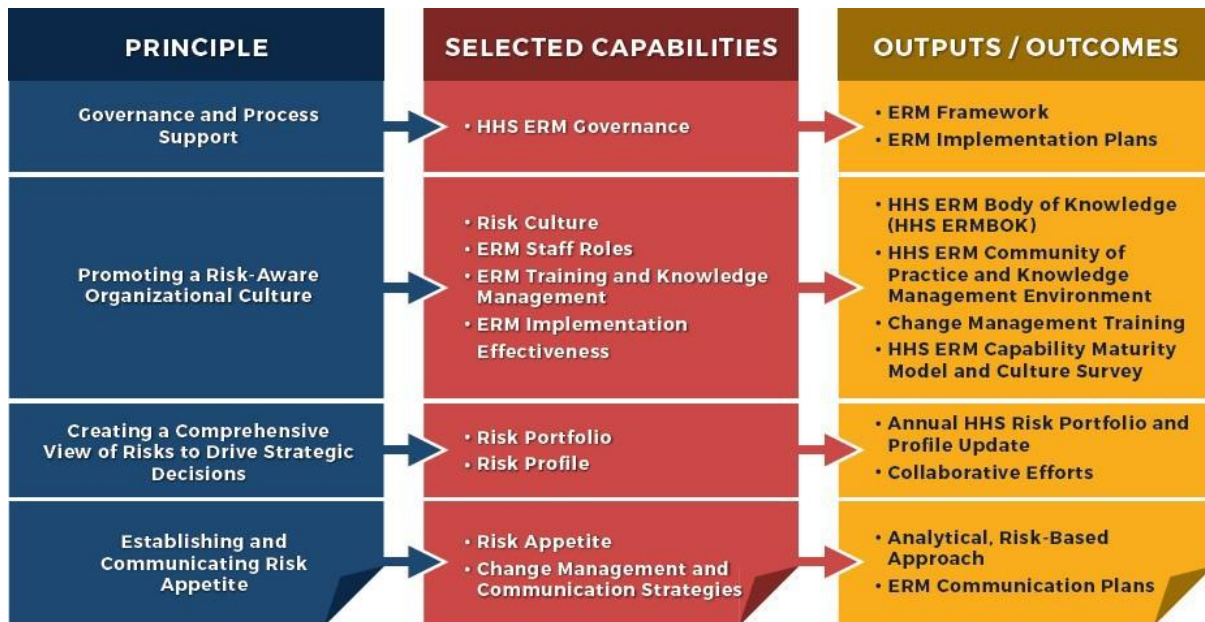 PRINCIPLE
SELECTED CAPABILITIES
OUTPUTS / OUTCOMES
Governance and Process
Support
• HHS ERM Governance
• ERM Framework
• ERM Implementation Plans
Promoting a Risk-Aware
Organizational Culture
• Risk Culture
• ERM Staff Roles
• ERM Training and Knowledge
Management
• ERM Implementation
Effectiveness
• HHS ERM Body of Knowledge
(HHS ERMBOK)
• HHS ERM Community of
Practice and Knowledge
Management Environment
• Change Management Training
• HHS ERM Capability Maturity
Model and Culture Survey
Creating a Comprehensive
View of Risks to Drive Strategic
Decisions
• Risk Portfolio
• Risk Profile
• Annual HHS Risk Portfolio and
Profile Update
• Collaborative Efforts
Establishing and
Communicating Risk
Appetite
• Risk Appetite
• Change Management and
Communication Strategies
• Analytical, Risk-Based
Approach
• ERM Communication Plans